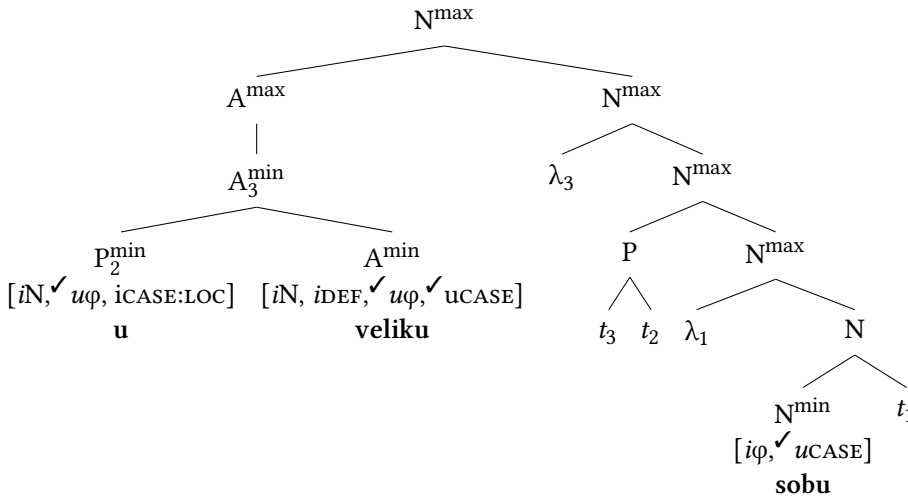 N^max
A^max N^max
A_3^min λ_3 N^max
P_2^min A^min P N^max
[iN,✓uφ, iCASE:LOC] [iN, iDEF,✓uφ,✓uCASE]
u veliku t_3 t_2 λ_1 N
N^min
[iφ,✓uCASE]
sobu